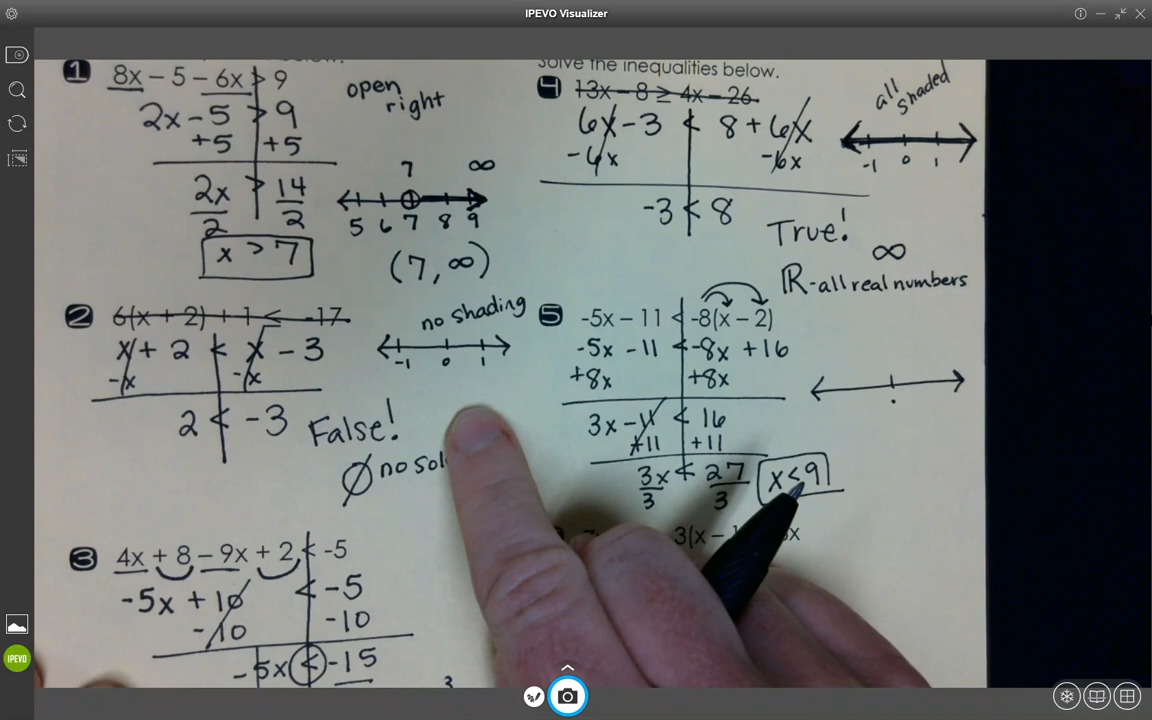 IPEVO Visualizer
1 8x - 5 - 6x > 9
2x - 5 > 9
+5 +5
2x > 14
2 2
x > 7
open
right
7 ∞
5 6 7 8 9
(7, ∞)
2 6(x + 2) + 1 < -17
x + 2 < x - 3
-x -x
2 < -3
False!
∅ no sol
no shading
-1 0 1
3 4x + 8 - 9x + 2 < -5
-5x + 10 < -5
-10 -10
-5x < -15
Solve the inequalities below.
4 13x - 8 ≥ 4x - 26
6x - 3 < 8 + 6x
-6x -6x
-3 < 8
all
shaded
-1 0 1
True!
∞
ℝ-all real numbers
5 -5x - 11 < -8(x - 2)
-5x - 11 < -8x + 16
+8x +8x
3x - 11 < 16
+11 +11
3x < 27
3 3
x < 9
3(x -
x
IPEVO